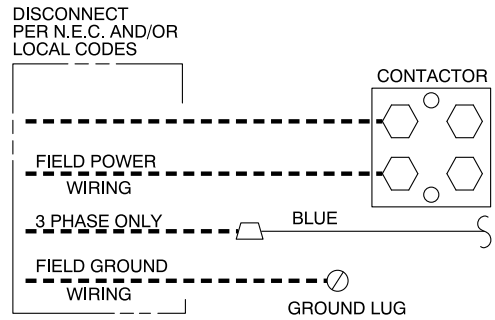 DISCONNECT
PER N.E.C. AND/OR
LOCAL CODES
CONTACTOR
FIELD POWER
WIRING
3 PHASE ONLY
BLUE
FIELD GROUND
WIRING
GROUND LUG